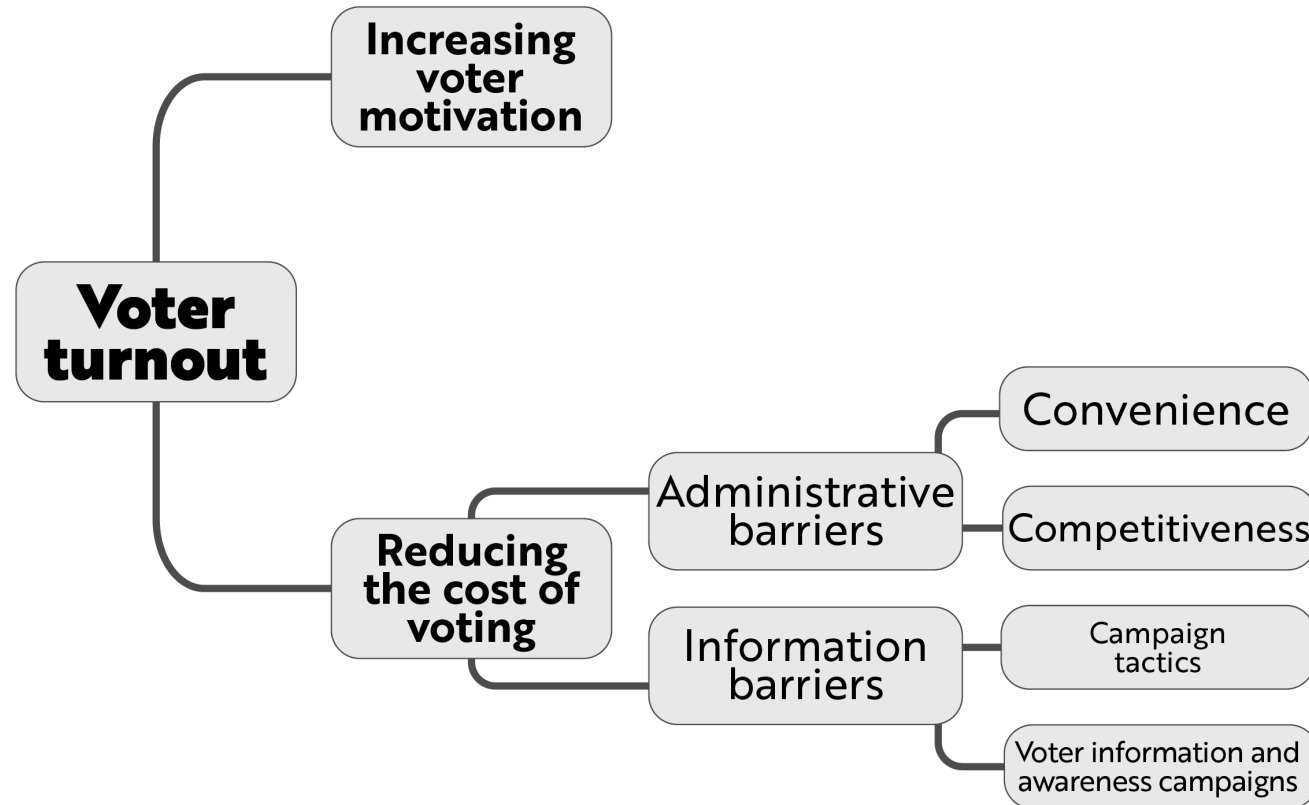 Increasing
voter
motivation
Voter
turnout
Reducing
the cost of
voting
Administrative
barriers
Information
barriers
Convenience
Competitiveness
Campaign
tactics
Voter information and
awareness campaigns